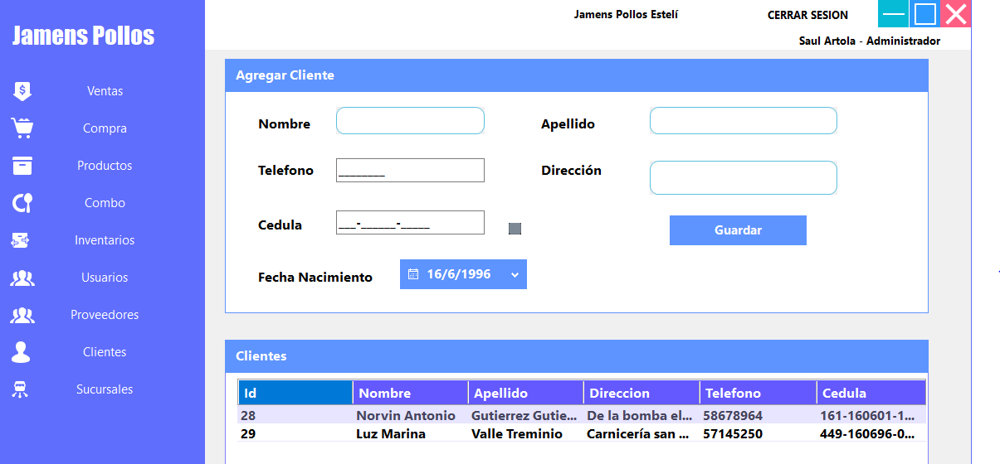 Jamens Pollos
Jamens Pollos Estelí
CERRAR SESION
Saul Artola - Administrador
Ventas
Compra
Productos
Combo
Inventarios
Usuarios
Proveedores
Clientes
Sucursales
Agregar Cliente
Nombre
Apellido
Telefono ________
Dirección
Cedula ___-______-_____
Guardar
Fecha Nacimiento 16/6/1996
Clientes
Id Nombre Apellido Direccion Telefono Cedula
28 Norvin Antonio Gutierrez Gutie... De la bomba el... 58678964 161-160601-1...
29 Luz Marina Valle Treminio Carnicería san ... 57145250 449-160696-0...